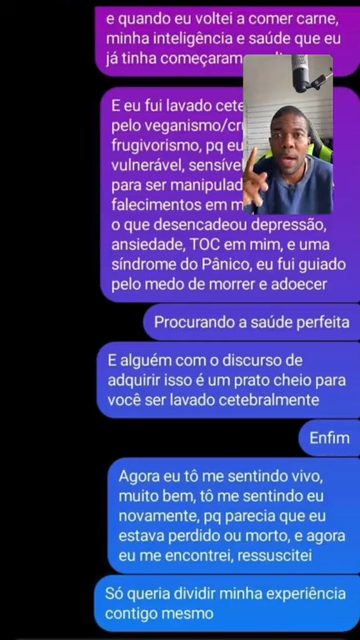 e quando eu voltei a comer carne,
minha inteligência e saúde que eu
já tinha começaram
E eu fui lavado
pelo veganismo/
frugivorismo, pq eu
vulnerável, sensível
para ser
falecimentos em
o que desencadeou depressão,
ansiedade, TOC em mim, e uma
síndrome do Pânico, eu fui guiado
pelo medo de morrer e adoecer
Procurando a saúde perfeita
E alguém com o discurso de
adquirir isso é um prato cheio para
você ser lavado cetebralmente
Enfim
Agora eu tô me sentindo vivo,
muito bem, tô me sentindo eu
novamente, pq parecia que eu
estava perdido ou morto, e agora
eu me encontrei, ressuscitei
Só queria dividir minha experiência
contigo mesmo